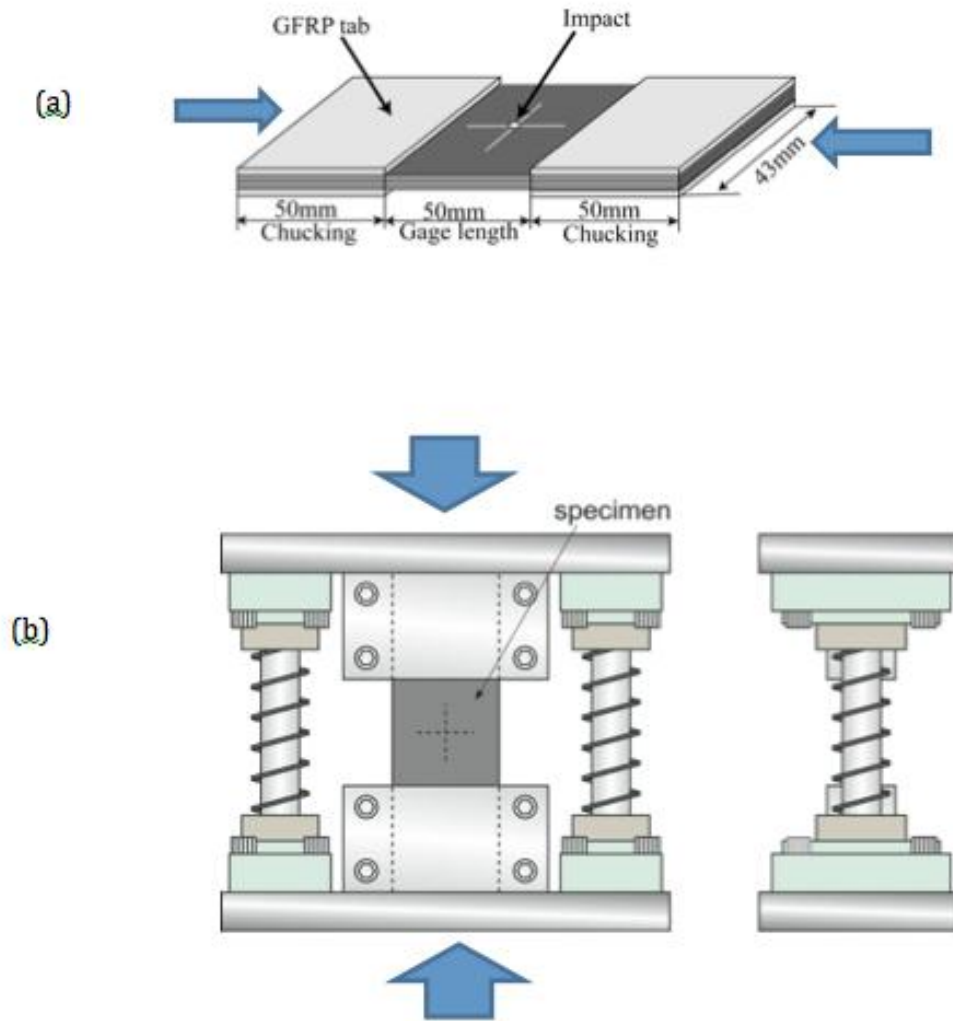 GFRP tab
Impact
(a)
43mm
50mm
Chucking
50mm
Gage length
50mm
Chucking
specimen
(b)